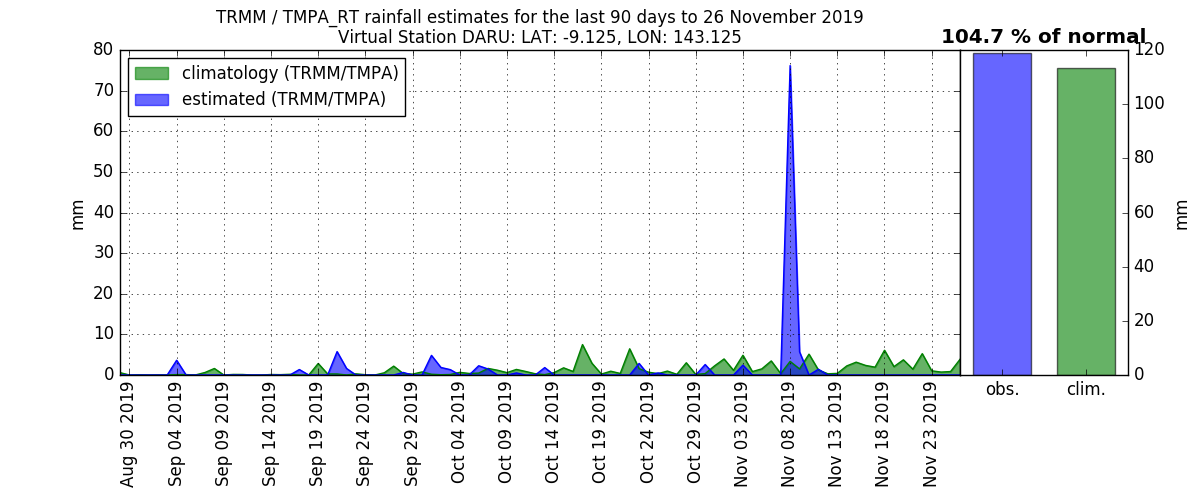 TRMM / TMPA_RT rainfall estimates for the last 90 days to 26 November 2019
Virtual Station DARU: LAT: -9.125, LON: 143.125
104.7 % of normal
climatology (TRMM/TMPA)
estimated (TRMM/TMPA)
mm
80
70
60
50
40
30
20
10
0
Aug 30 2019
Sep 04 2019
Sep 09 2019
Sep 14 2019
Sep 19 2019
Sep 24 2019
Sep 29 2019
Oct 04 2019
Oct 09 2019
Oct 14 2019
Oct 19 2019
Oct 24 2019
Oct 29 2019
Nov 03 2019
Nov 08 2019
Nov 13 2019
Nov 18 2019
Nov 23 2019
120
100
80
60
40
20
0
mm
obs.
clim.